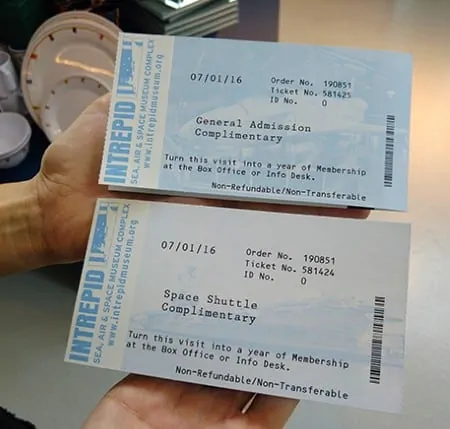 INTREPID
SEA, AIR & SPACE MUSEUM COMPLEX
www.intrepidmuseum.org
07/01/16
Order No. 190851
Ticket No. 581425
ID No. 0
General Admission
Complimentary
Turn this visit into a year of Membership
at the Box Office or Info Desk.
Non-Refundable/Non-Transferable
INTREPID
SEA, AIR & SPACE MUSEUM COMPLEX
www.intrepidmuseum.org
07/01/16
Order No. 190851
Ticket No. 581424
ID No. 0
Space Shuttle
Complimentary
Turn this visit into a year of Membership
at the Box Office or Info Desk.
Non-Refundable/Non-Transferable